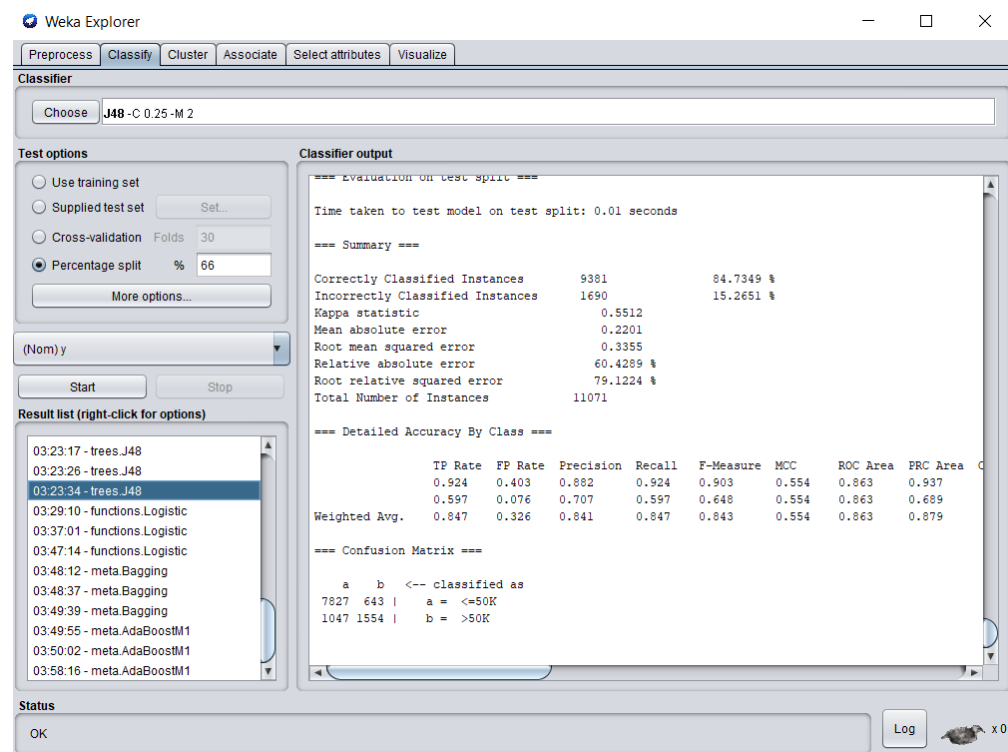 Weka Explorer
Preprocess Classify Cluster Associate Select attributes Visualize
Classifier
Choose J48 -C 0.25 -M 2
Test options
Use training set
Supplied test set Set...
Cross-validation Folds 30
Percentage split % 66
More options...
(Nom) y
Start Stop
Result list (right-click for options)
03:23:17 - trees.J48
03:23:26 - trees.J48
03:23:34 - trees.J48
03:29:10 - functions.Logistic
03:37:01 - functions.Logistic
03:47:14 - functions.Logistic
03:48:12 - meta.Bagging
03:48:37 - meta.Bagging
03:49:39 - meta.Bagging
03:49:55 - meta.AdaBoostM1
03:50:02 - meta.AdaBoostM1
03:58:16 - meta.AdaBoostM1
Classifier output
=== Evaluation on test split ===
Time taken to test model on test split: 0.01 seconds
=== Summary ===
Correctly Classified Instances 9381 84.7349 %
Incorrectly Classified Instances 1690 15.2651 %
Kappa statistic 0.5512
Mean absolute error 0.2201
Root mean squared error 0.3355
Relative absolute error 60.4289 %
Root relative squared error 79.1224 %
Total Number of Instances 11071
=== Detailed Accuracy By Class ===
TP Rate FP Rate Precision Recall F-Measure MCC ROC Area PRC Area C
0.924 0.403 0.882 0.924 0.903 0.554 0.863 0.937
0.597 0.076 0.707 0.597 0.648 0.554 0.863 0.689
Weighted Avg. 0.847 0.326 0.841 0.847 0.843 0.554 0.863 0.879
=== Confusion Matrix ===
a b <-- classified as
7827 643 | a = <=50K
1047 1554 | b = >50K
Status
OK
Log x 0